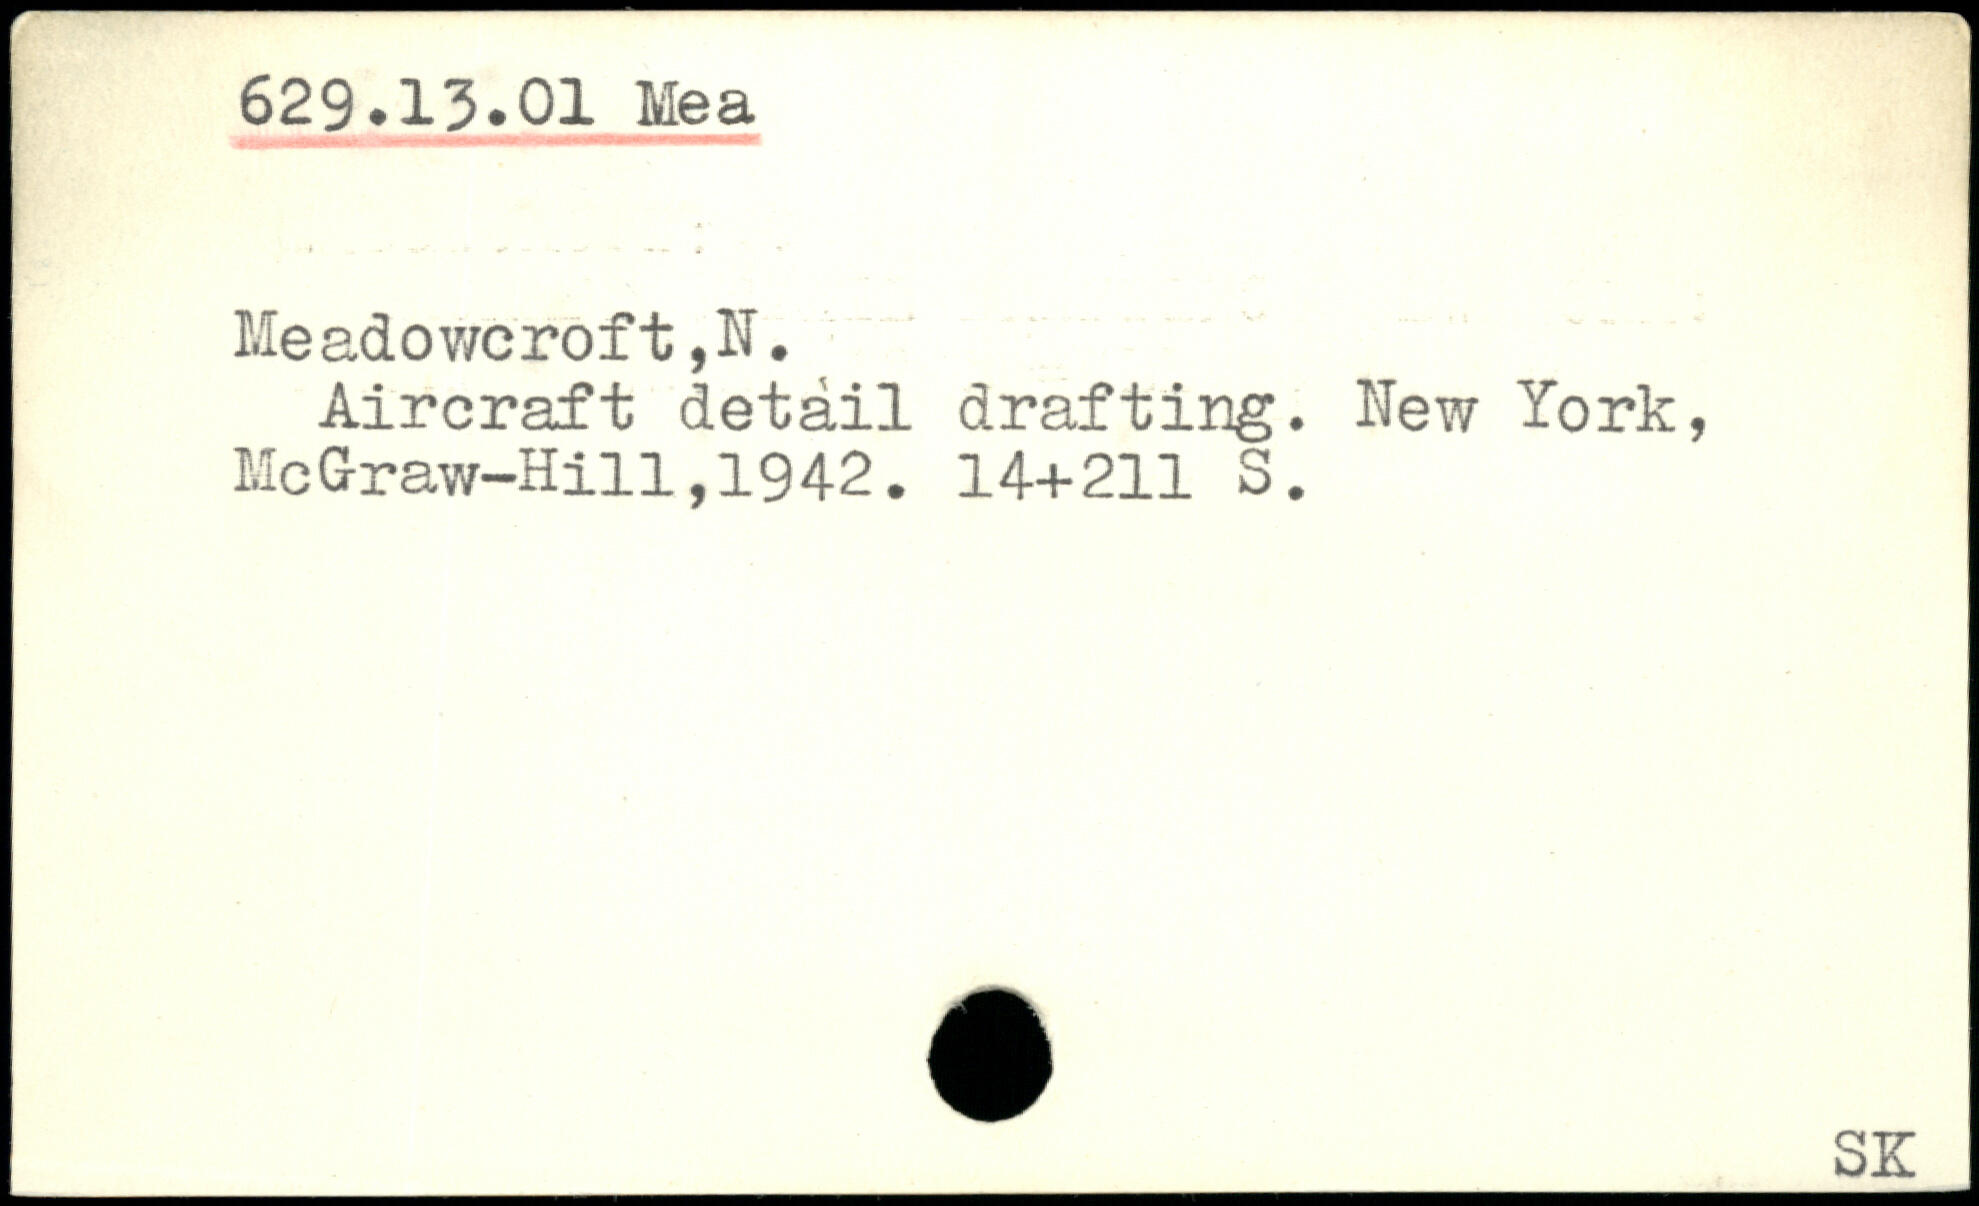 629.13.01 Mea
Meadowcroft,N.
Aircraft detail drafting. New York,
McGraw-Hill,1942. 14+211 S.
SK